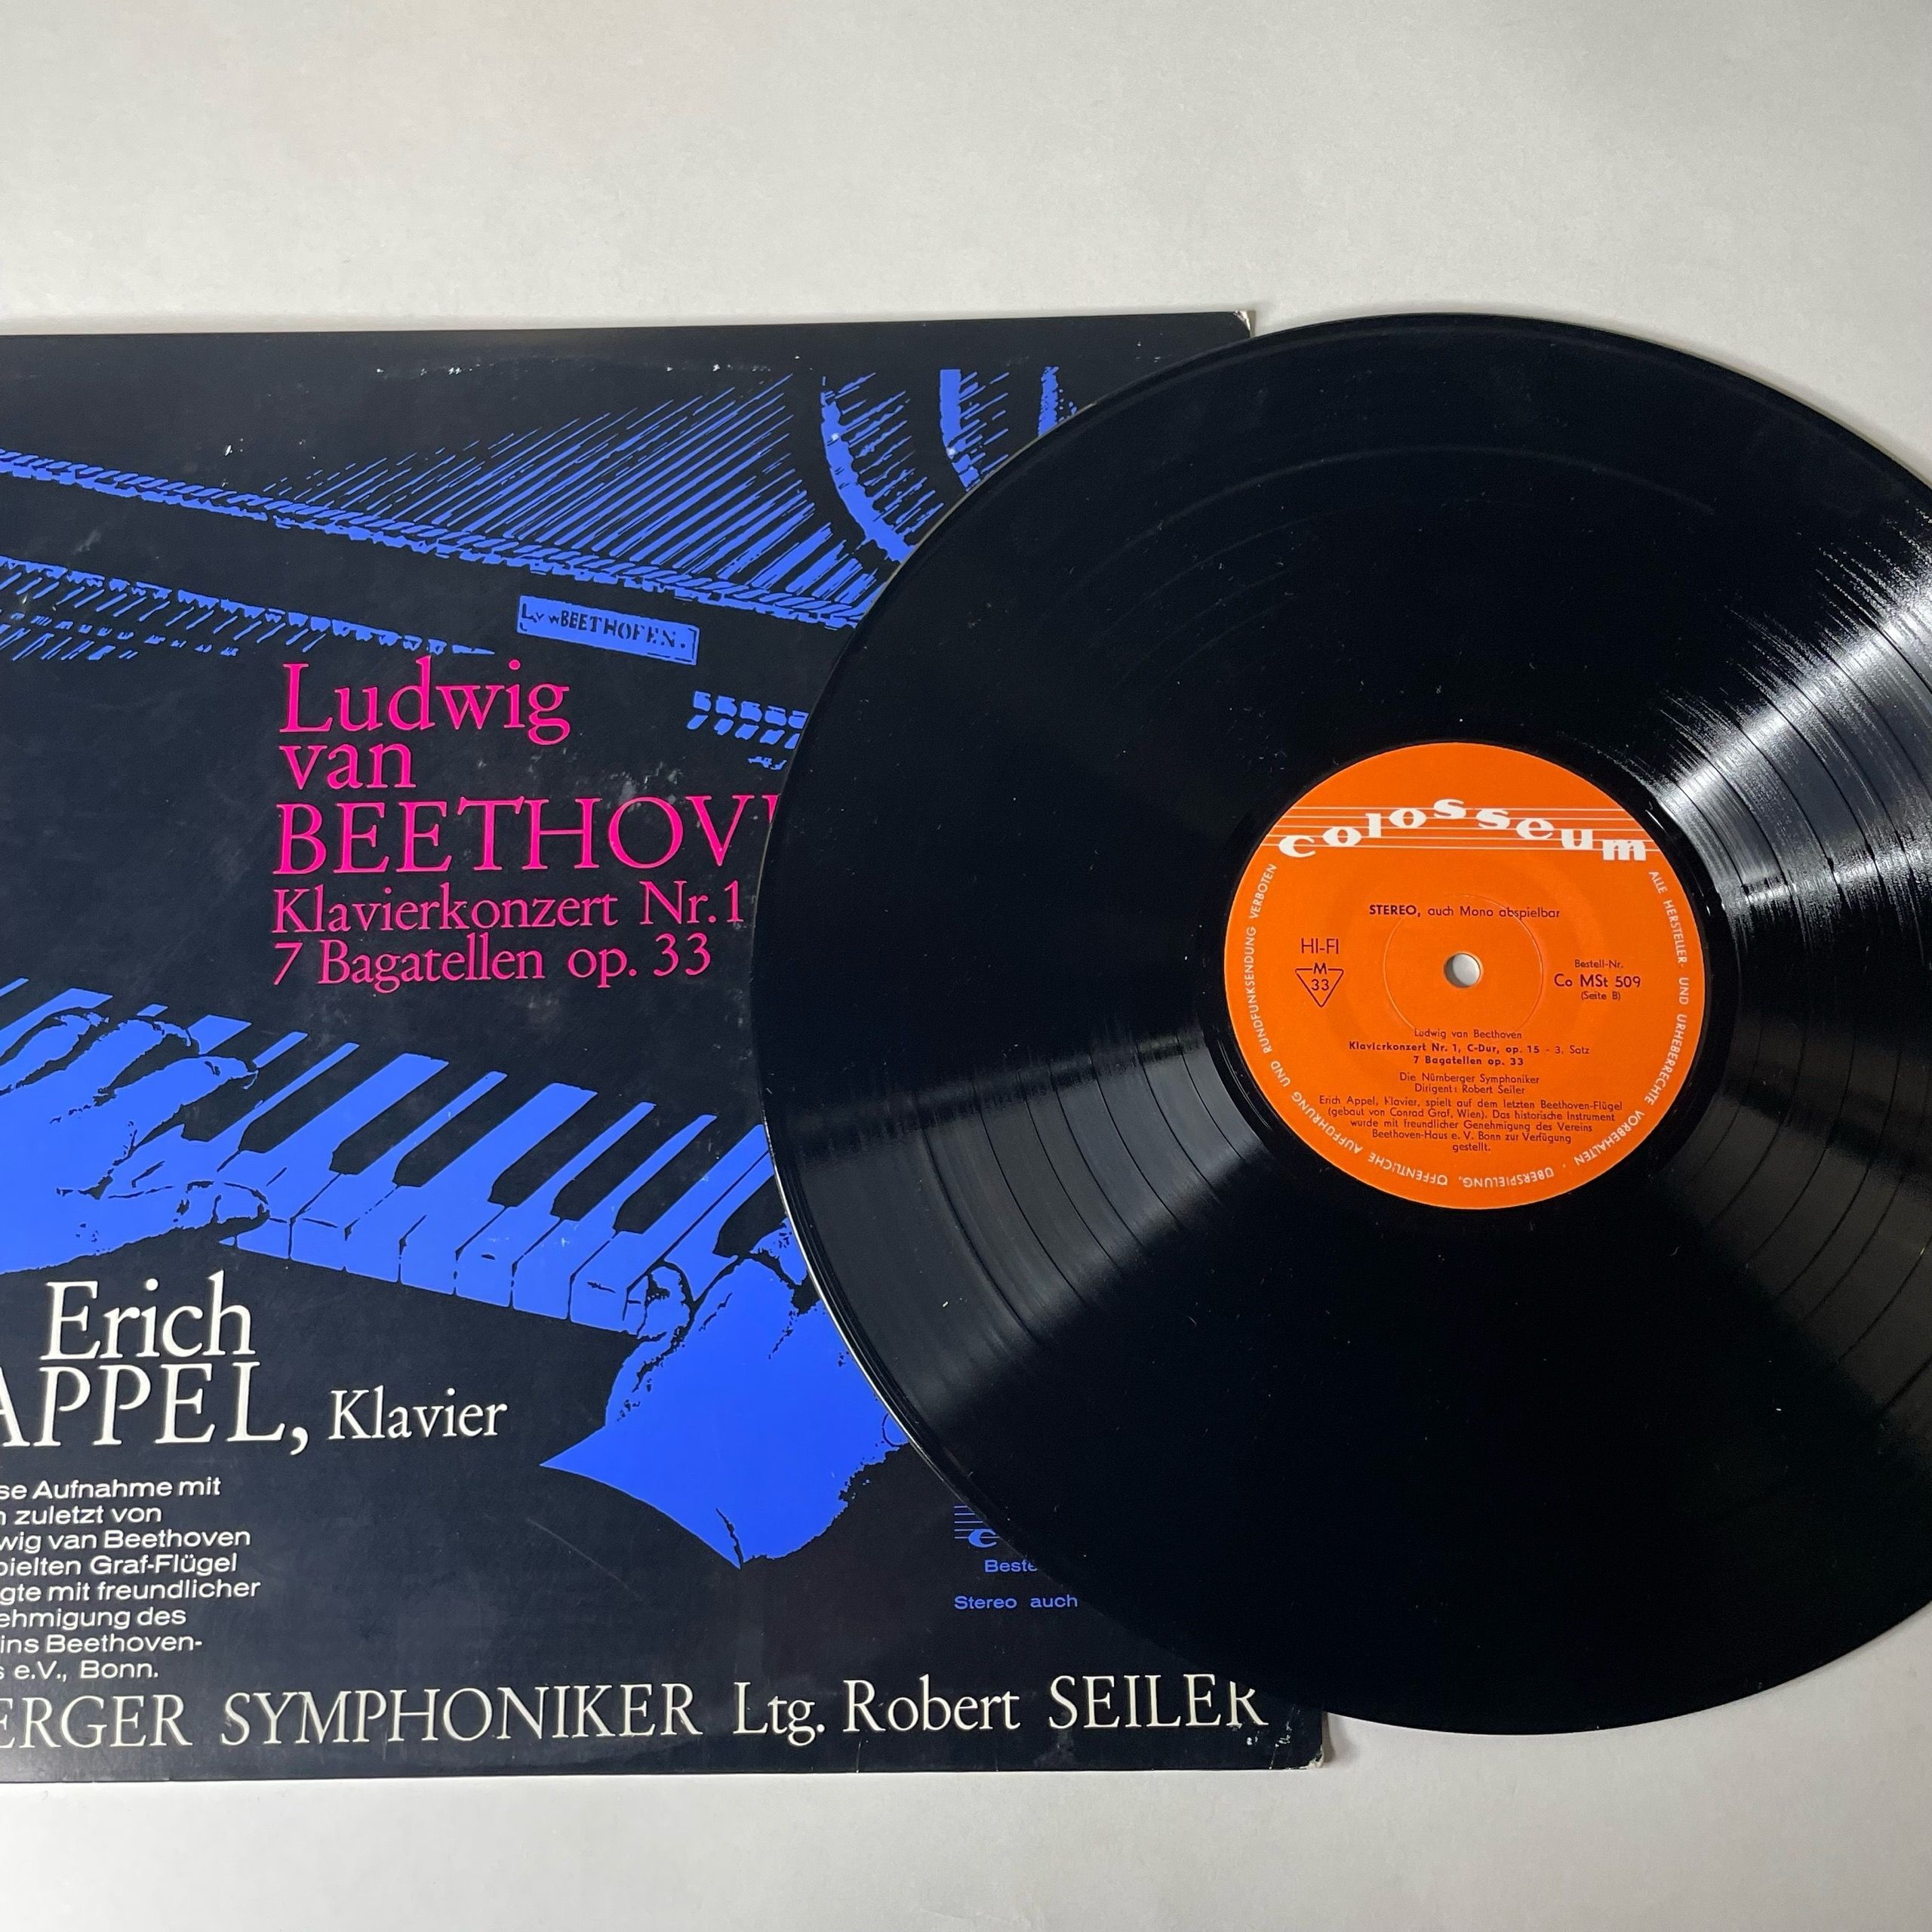 L.v.w BEETHOFEN.
Ludwig
van
BEETHOV
Klavierkonzert Nr.1
7 Bagatellen op. 33
Erich
APPEL, Klavier
se Aufnahme mit
n zuletzt von
wig van Beethoven
pielten Graf-Flügel
gte mit freundlicher
ehmigung des
ins Beethoven-
s e.V., Bonn.
ERGER SYMPHONIKER Ltg. Robert SEILER
c
Beste
Stereo auch
colosseum
STEREO, auch Mono abspielbar
HI-FI
M
33
Bestell-Nr.
Co MSt 509
(Seite B)
Ludwig van Beethoven
Klavierkonzert Nr. 1, C-Dur, op. 15 - 3. Satz
7 Bagatellen op. 33
Die Nürnberger Symphoniker
Dirigent: Robert Seiler
Erich Appel, Klavier, spielt auf dem letzten Beethoven-Flügel
(gebaut von Conrad Graf, Wien). Das historische Instrument
wurde mit freundlicher Genehmigung des Vereins
Beethoven-Haus e. V. Bonn zur Verfügung
gestellt.
ALLE HERSTELLER- UND URHEBERRECHTE VORBEHALTEN · ÜBERSPIELUNG, ÖFFENTLICHE AUFFÜHRUNG UND RUNDFUNKSENDUNG VERBOTEN